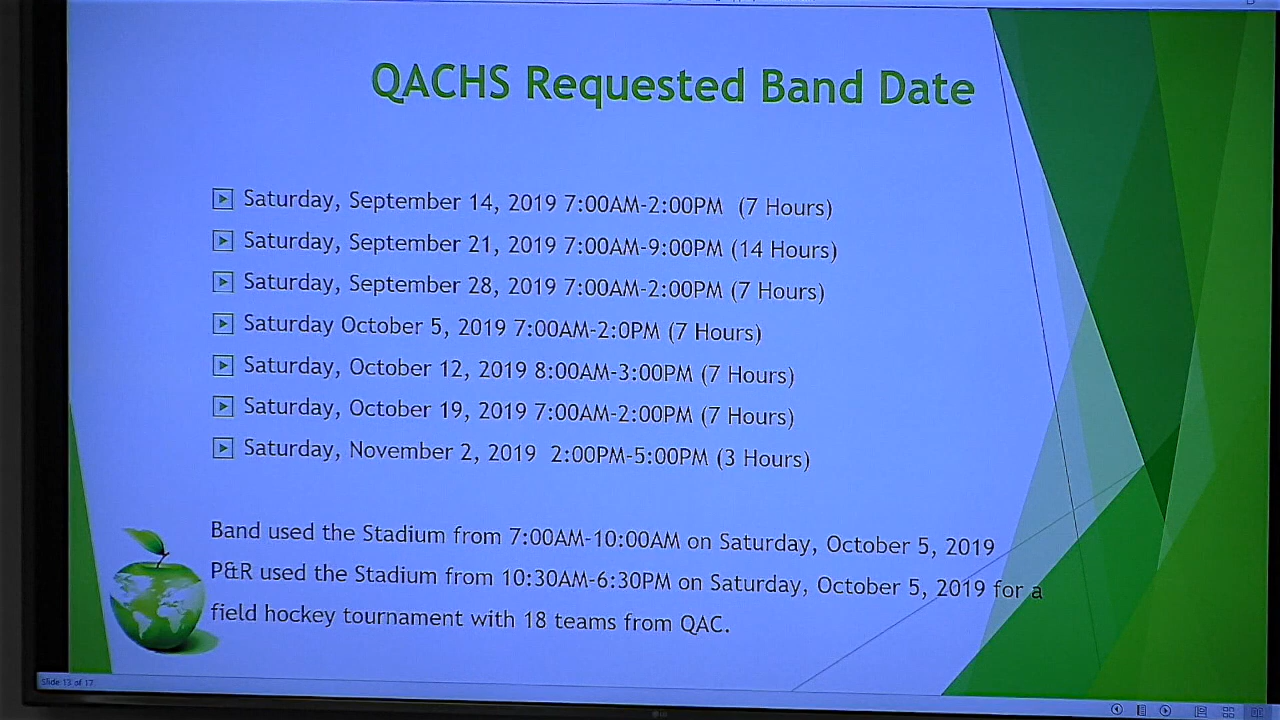 QACHS Requested Band Date
Saturday, September 14, 2019 7:00AM-2:00PM (7 Hours)
Saturday, September 21, 2019 7:00AM-9:00PM (14 Hours)
Saturday, September 28, 2019 7:00AM-2:00PM (7 Hours)
Saturday October 5, 2019 7:00AM-2:0PM (7 Hours)
Saturday, October 12, 2019 8:00AM-3:00PM (7 Hours)
Saturday, October 19, 2019 7:00AM-2:00PM (7 Hours)
Saturday, November 2, 2019 2:00PM-5:00PM (3 Hours)
Band used the Stadium from 7:00AM-10:00AM on Saturday, October 5, 2019
P&R used the Stadium from 10:30AM-6:30PM on Saturday, October 5, 2019 for a
field hockey tournament with 18 teams from QAC.
Slide 13 of 17